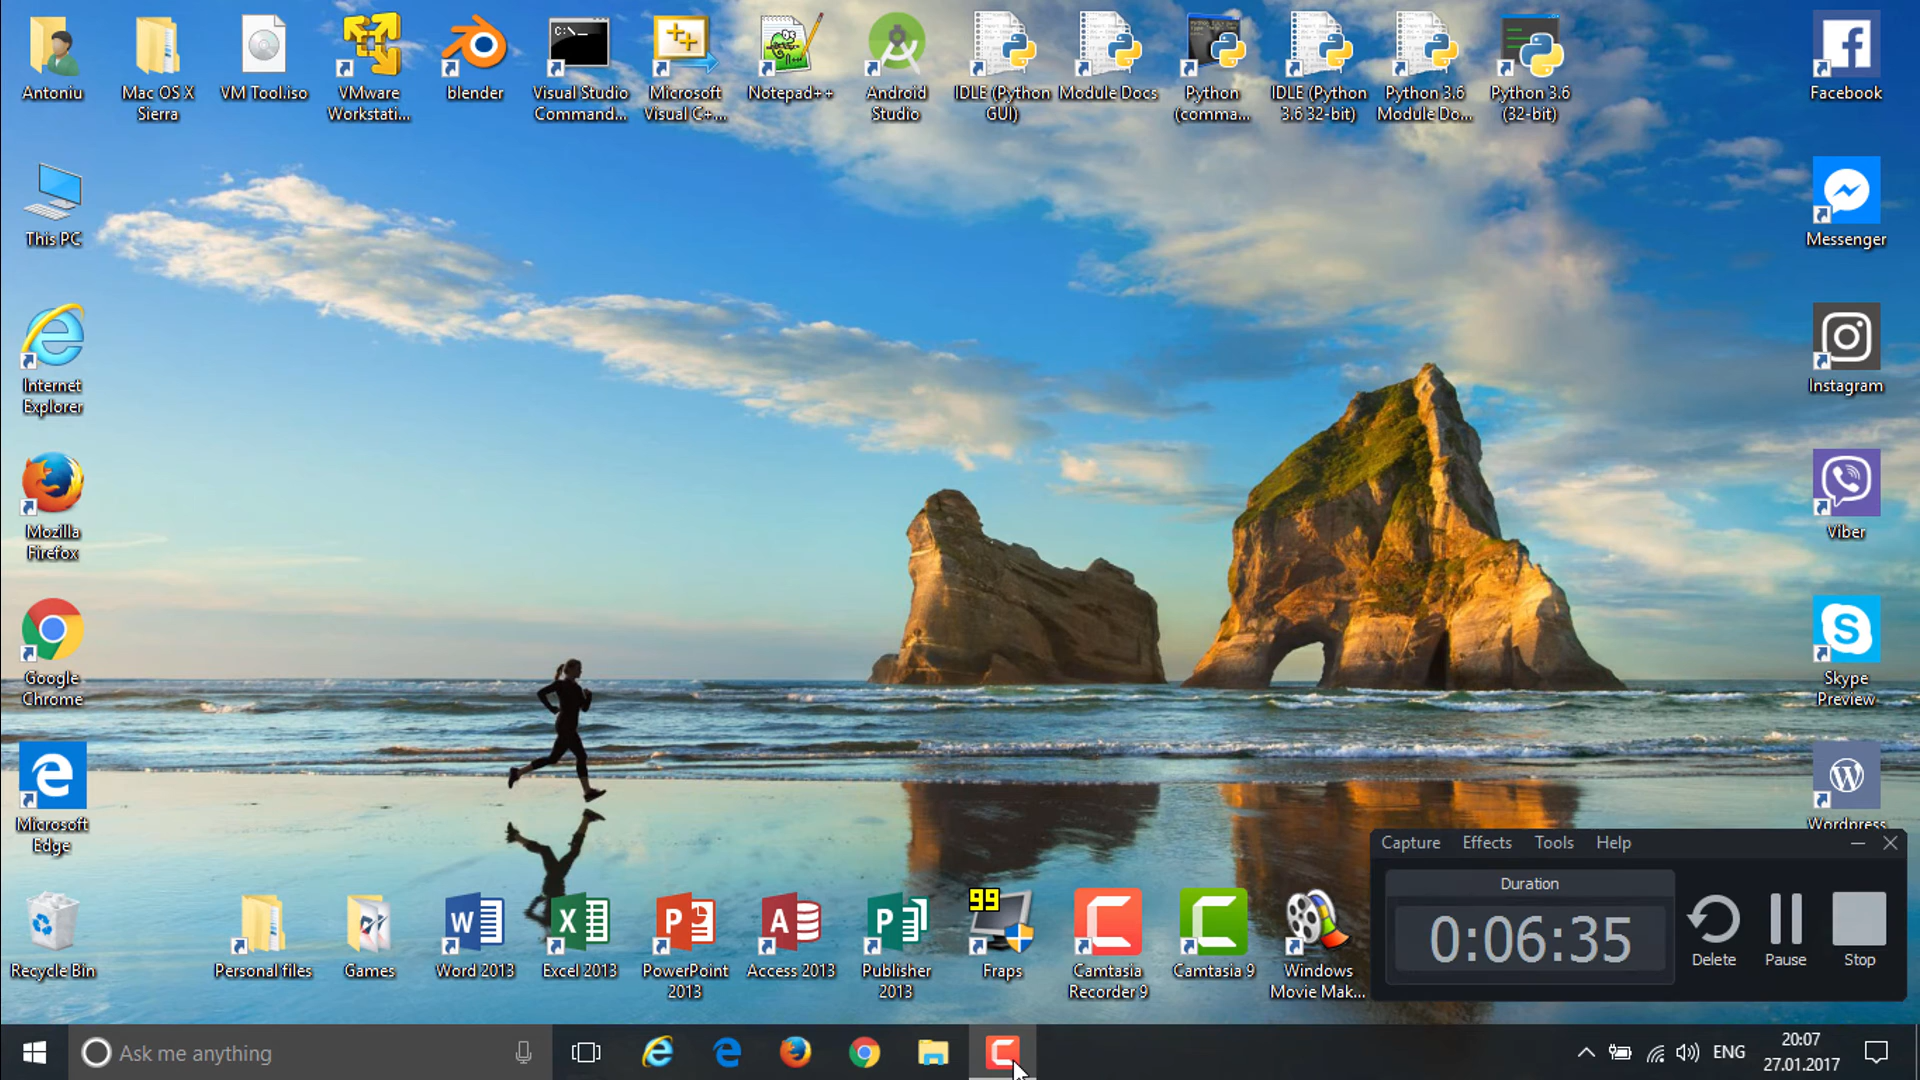 Antoniu
Mac OS X
Sierra
VM Tool.iso
VMware
Workstati...
blender
C:\_
Visual Studio
Command...
Microsoft
Visual C+...
Notepad++
Android
Studio
IDLE (Python
GUI)
Module Docs
Python
(comma...
IDLE (Python
3.6 32-bit)
Python 3.6
Module Do...
Python 3.6
(32-bit)
Facebook
This PC
Messenger
Internet
Explorer
Instagram
Mozilla
Firefox
Viber
Google
Chrome
Skype
Preview
Microsoft
Edge
Wordpress
Capture Effects Tools Help
Duration
0:06:35
Delete
Pause
Stop
Recycle Bin
Personal files
Games
Word 2013
Excel 2013
PowerPoint
2013
Access 2013
Publisher
2013
99
Fraps
Camtasia
Recorder 9
Camtasia 9
Windows
Movie Mak...
Ask me anything
ENG
20:07
27.01.2017